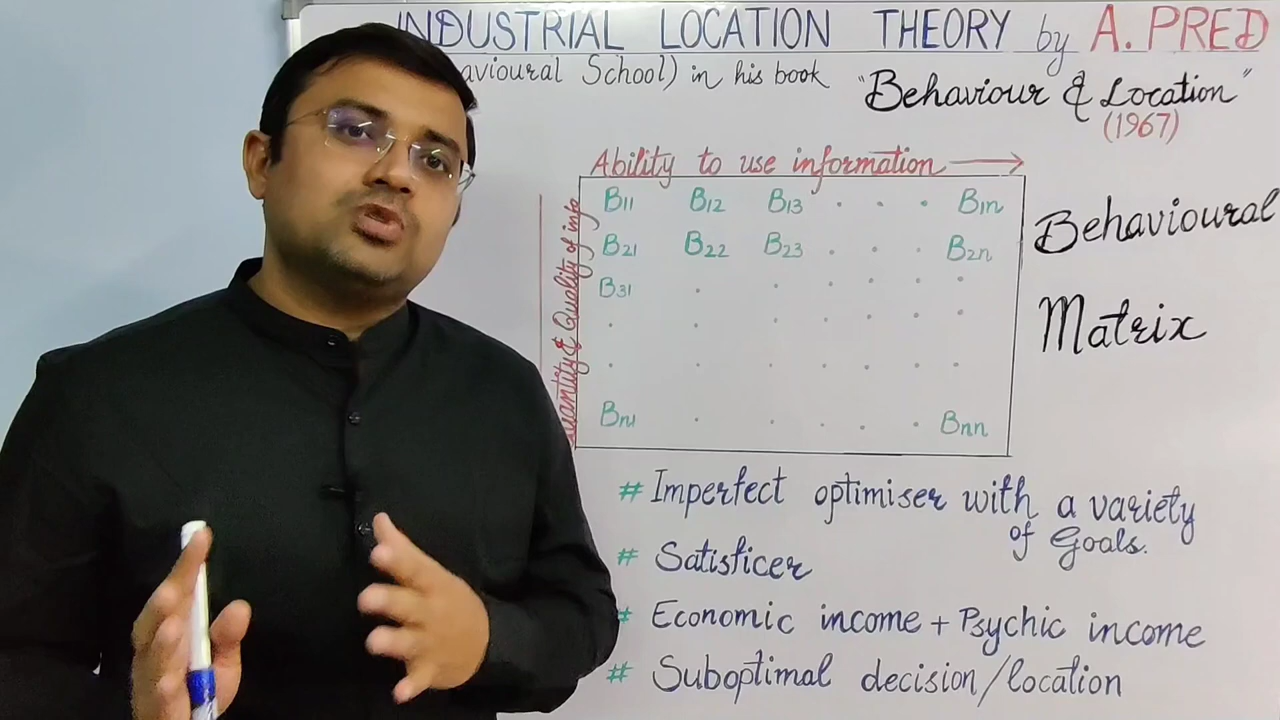 INDUSTRIAL LOCATION THEORY by A. PRED
avioural School) in his book "Behaviour & Location"
(1967)
Ability to use information
Quantity & Quality of info
B11 B12 B13 . . . B1n
B21 B22 B23 . . . B2n
B31 . . . . . .
. . . . . . .
. . . . . . .
Bn1 . . . . . Bnn
Behavioural
Matrix
# Imperfect optimiser with a variety
of Goals.
# Satisficer
# Economic income + Psychic income
# Suboptimal decision/location